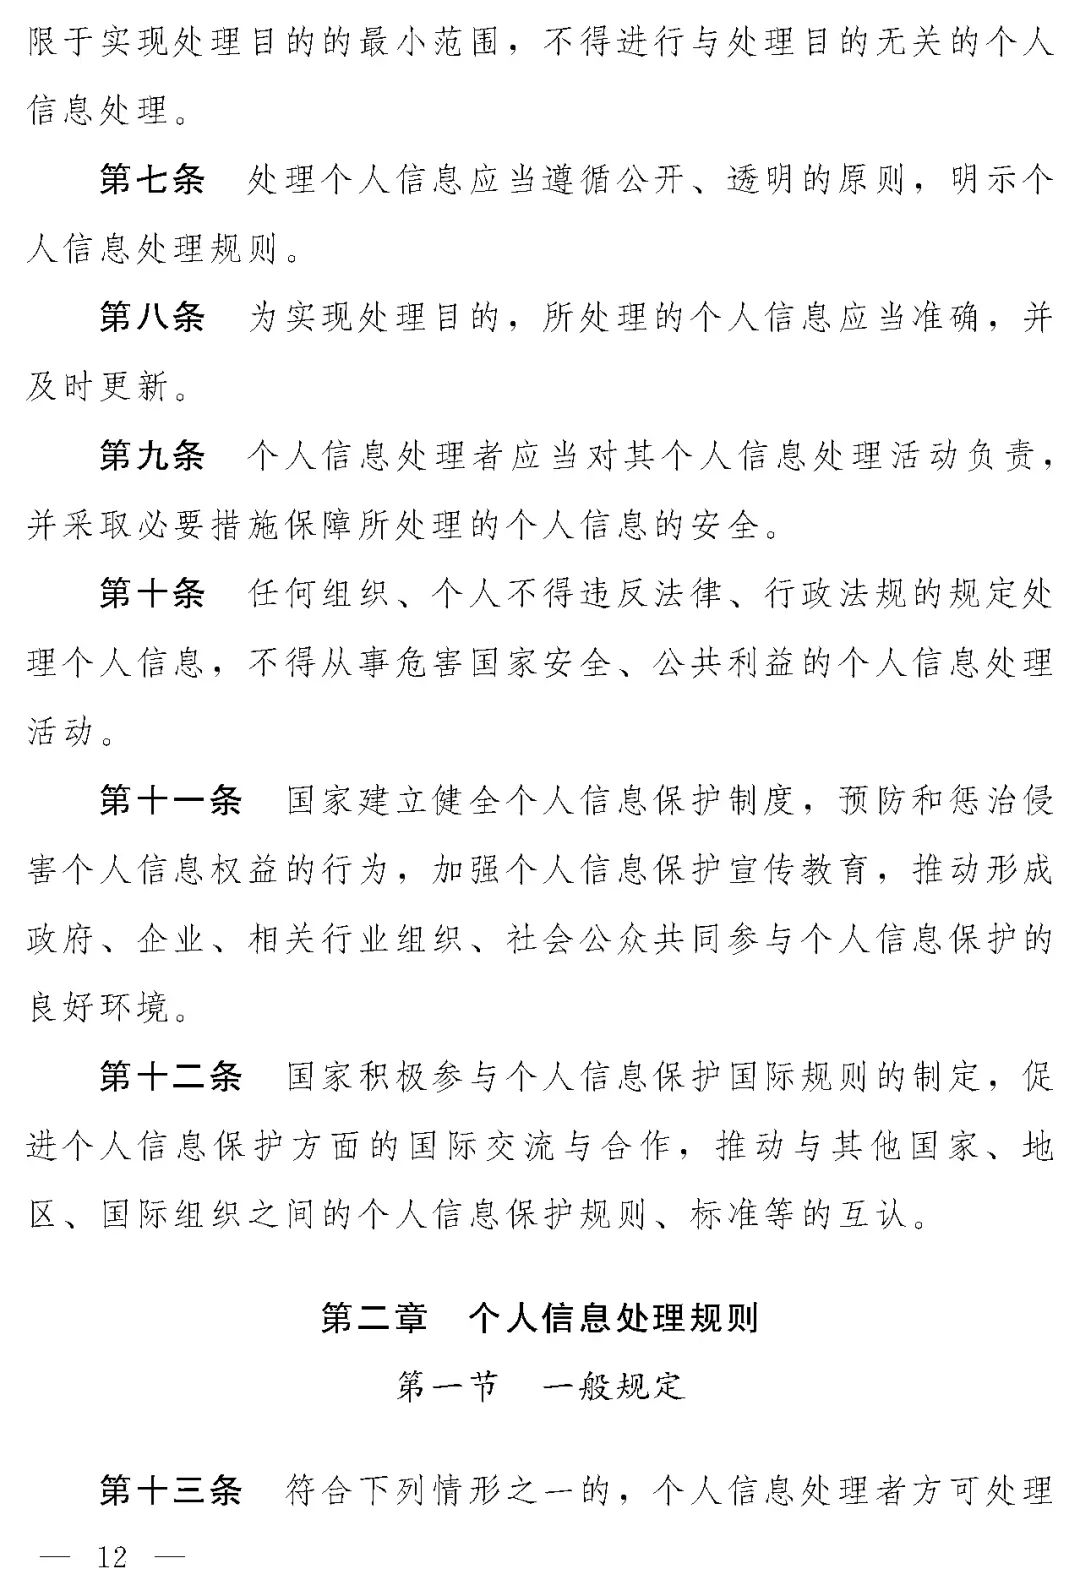 限于实现处理目的的最小范围，不得进行与处理目的无关的个人
信息处理。
第七条　处理个人信息应当遵循公开、透明的原则，明示个
人信息处理规则。
第八条　为实现处理目的，所处理的个人信息应当准确，并
及时更新。
第九条　个人信息处理者应当对其个人信息处理活动负责，
并采取必要措施保障所处理的个人信息的安全。
第十条　任何组织、个人不得违反法律、行政法规的规定处
理个人信息，不得从事危害国家安全、公共利益的个人信息处理
活动。
第十一条　国家建立健全个人信息保护制度，预防和惩治侵
害个人信息权益的行为，加强个人信息保护宣传教育，推动形成
政府、企业、相关行业组织、社会公众共同参与个人信息保护的
良好环境。
第十二条　国家积极参与个人信息保护国际规则的制定，促
进个人信息保护方面的国际交流与合作，推动与其他国家、地
区、国际组织之间的个人信息保护规则、标准等的互认。
第二章　个人信息处理规则
第一节　一般规定
第十三条　符合下列情形之一的，个人信息处理者方可处理
— 12 —